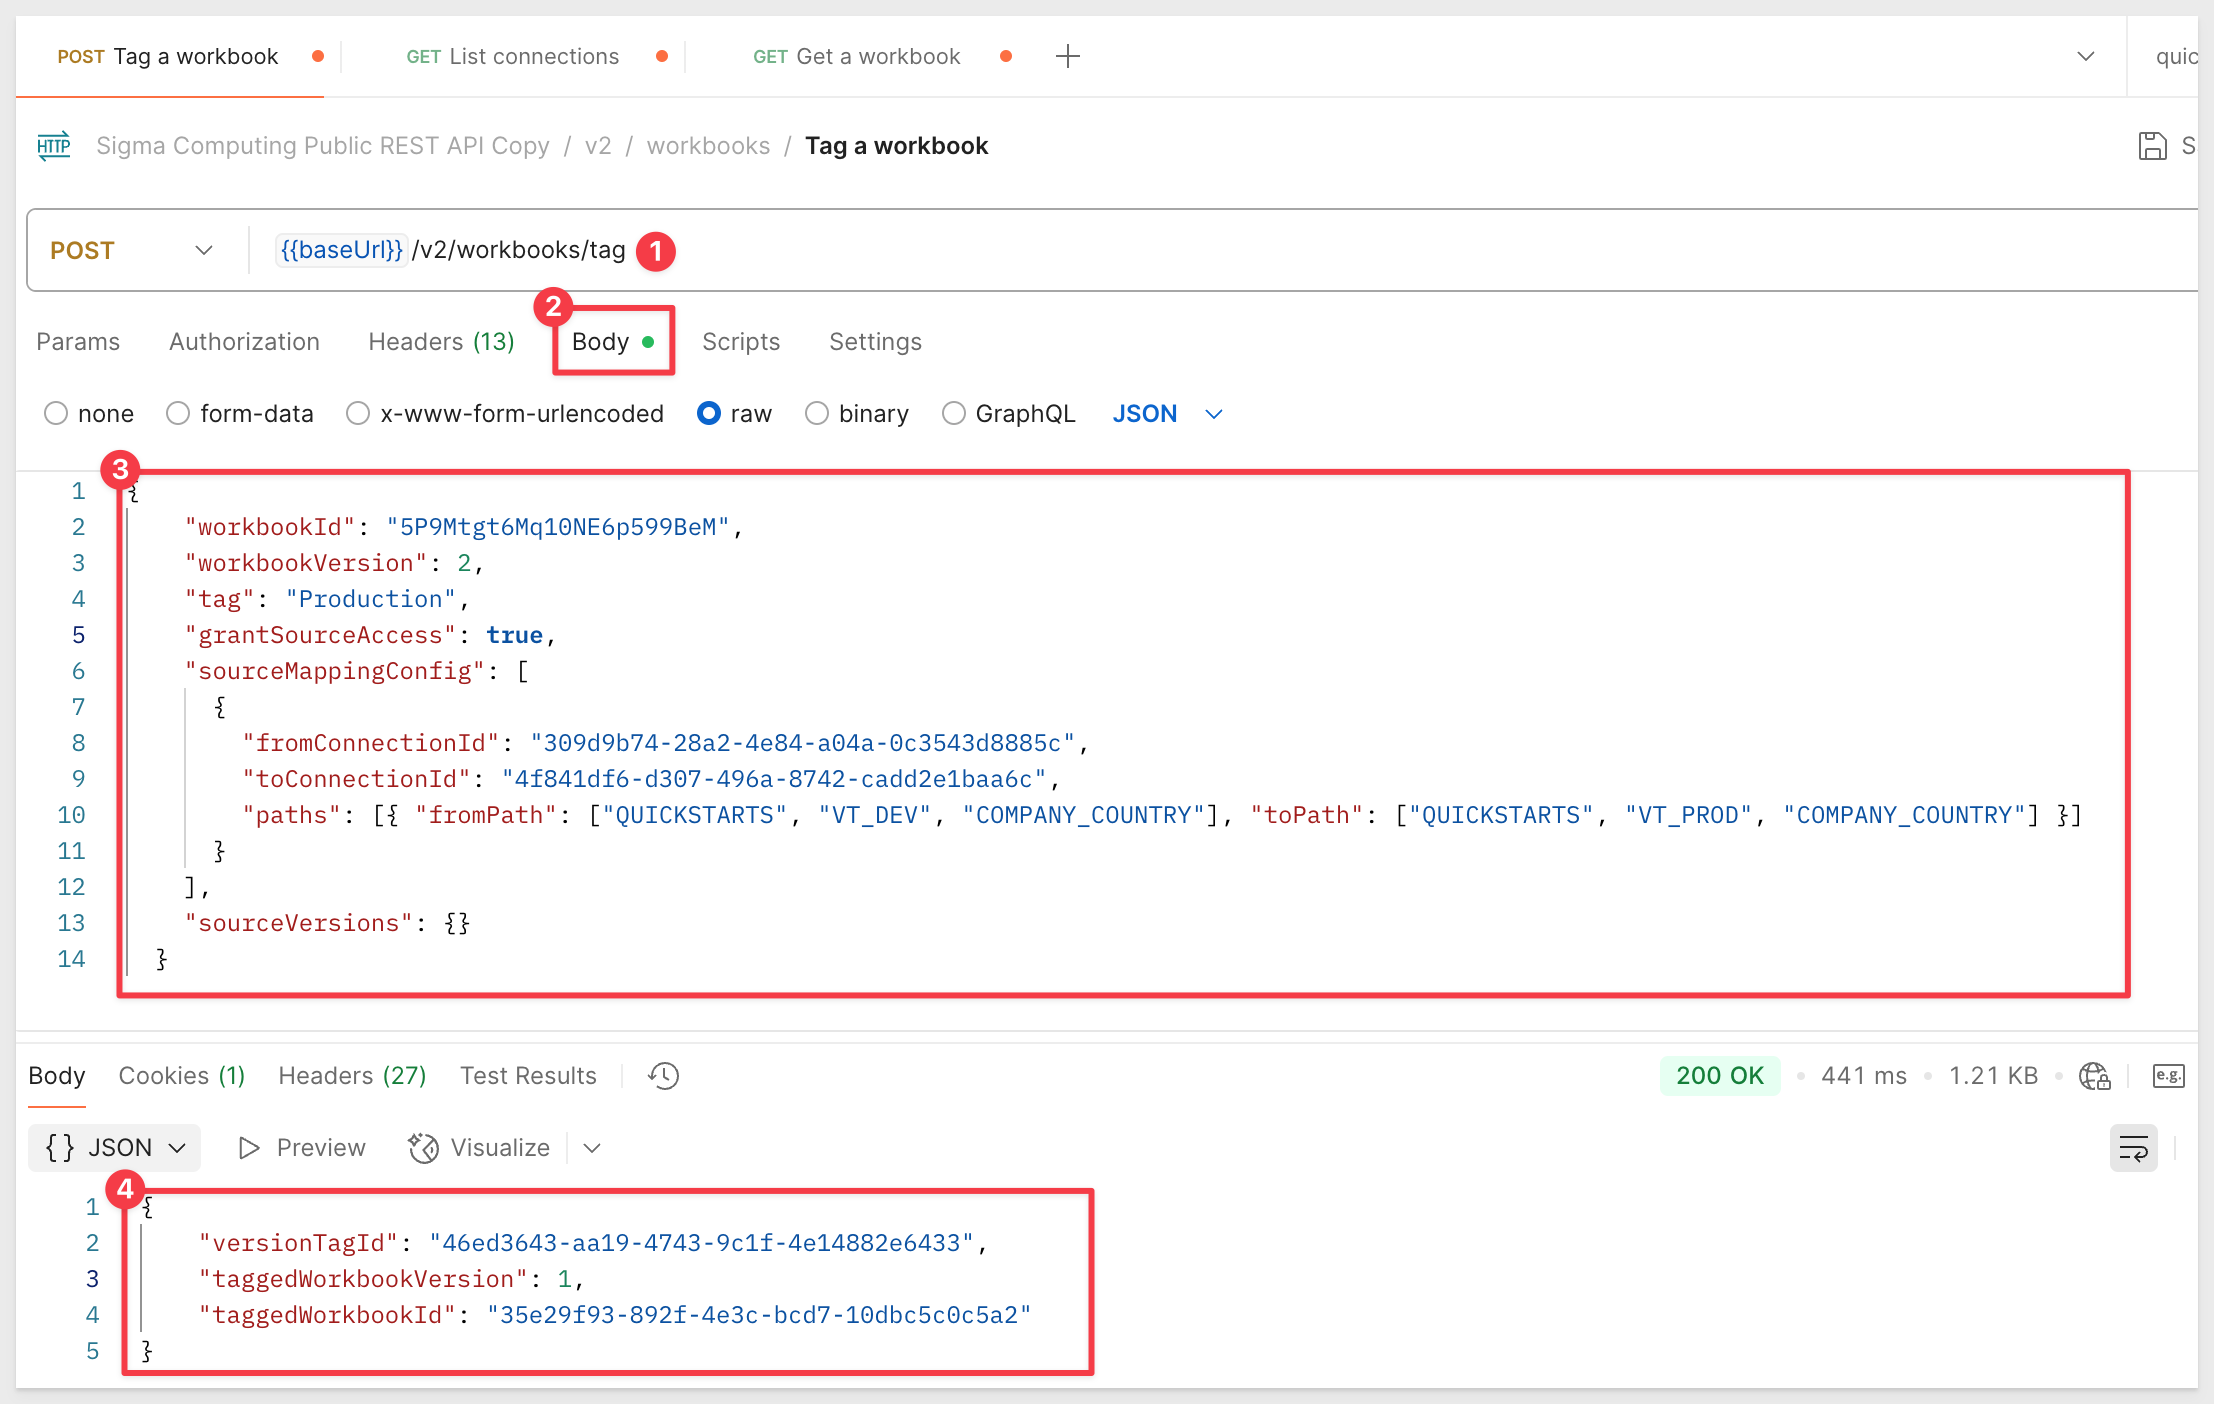 POST Tag a workbook GET List connections GET Get a workbook quic
HTTP Sigma Computing Public REST API Copy / v2 / workbooks / Tag a workbook S
POST {{baseUrl}}/v2/workbooks/tag 1
2
Params Authorization Headers (13) Body Scripts Settings
none form-data x-www-form-urlencoded raw binary GraphQL JSON
3
1 {
2 "workbookId": "5P9Mtgt6Mq10NE6p599BeM",
3 "workbookVersion": 2,
4 "tag": "Production",
5 "grantSourceAccess": true,
6 "sourceMappingConfig": [
7 {
8 "fromConnectionId": "309d9b74-28a2-4e84-a04a-0c3543d8885c",
9 "toConnectionId": "4f841df6-d307-496a-8742-cadd2e1baa6c",
10 "paths": [{ "fromPath": ["QUICKSTARTS", "VT_DEV", "COMPANY_COUNTRY"], "toPath": ["QUICKSTARTS", "VT_PROD", "COMPANY_COUNTRY"] }]
11 }
12 ],
13 "sourceVersions": {}
14 }
Body Cookies (1) Headers (27) Test Results 200 OK 441 ms 1.21 KB e.g.
{} JSON Preview Visualize
4
1 {
2 "versionTagId": "46ed3643-aa19-4743-9c1f-4e14882e6433",
3 "taggedWorkbookVersion": 1,
4 "taggedWorkbookId": "35e29f93-892f-4e3c-bcd7-10dbc5c0c5a2"
5 }